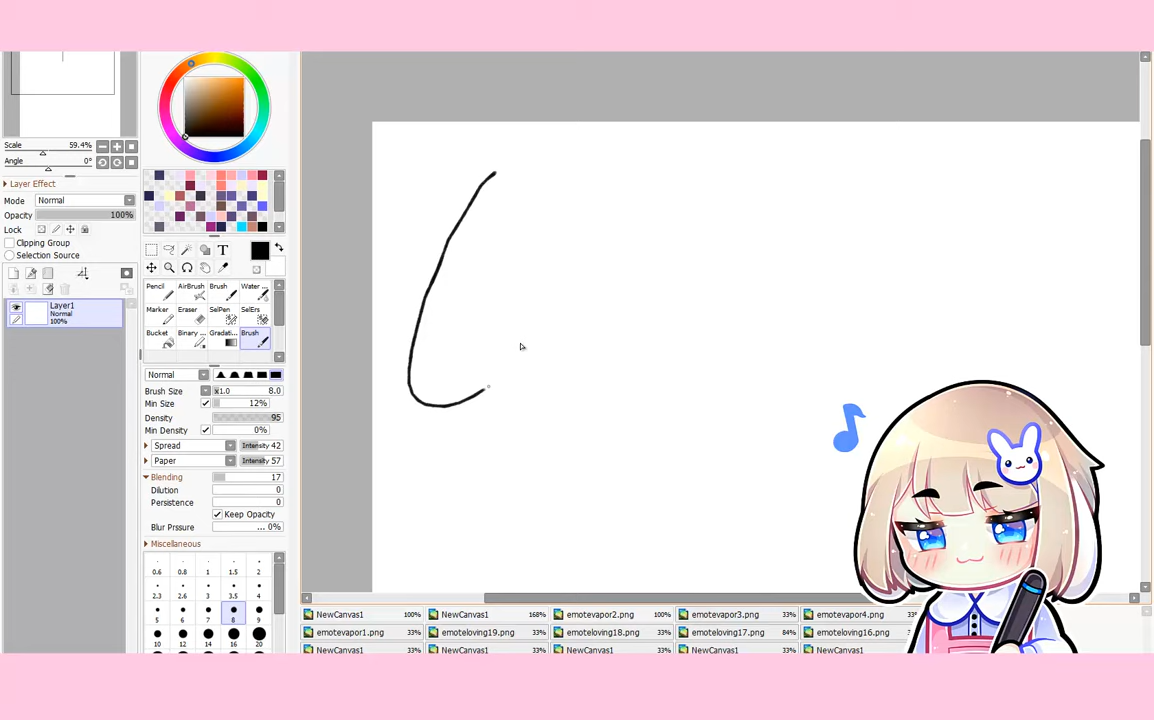 Scale 59.4%
Angle 0°
Layer Effect
Mode Normal
Opacity 100%
Lock
Clipping Group
Selection Source
Layer1
Normal
100%
T
Pencil AirBrush Brush Water ...
Marker Eraser SelPen SelErs
Bucket Binary ... Gradati... Brush
Normal
Brush Size x1.0 8.0
Min Size 12%
Density 95
Min Density 0%
Spread Intensity 42
Paper Intensity 57
Blending 17
Dilution 0
Persistence 0
Keep Opacity
Blur Prssure ... 0%
Miscellaneous
0.6 0.8 1 1.5 2
2.3 2.6 3 3.5 4
5 6 7 8 9
10 12 14 16 20
NewCanvas1 100% NewCanvas1 168% emotevapor2.png 100% emotevapor3.png 33% emotevapor4.png
emotevapor1.png 33% emoteloving19.png 33% emoteloving18.png 33% emoteloving17.png 84% emoteloving16.png
NewCanvas1 33% NewCanvas1 33% NewCanvas1 33% NewCanvas1 33% NewCanvas1